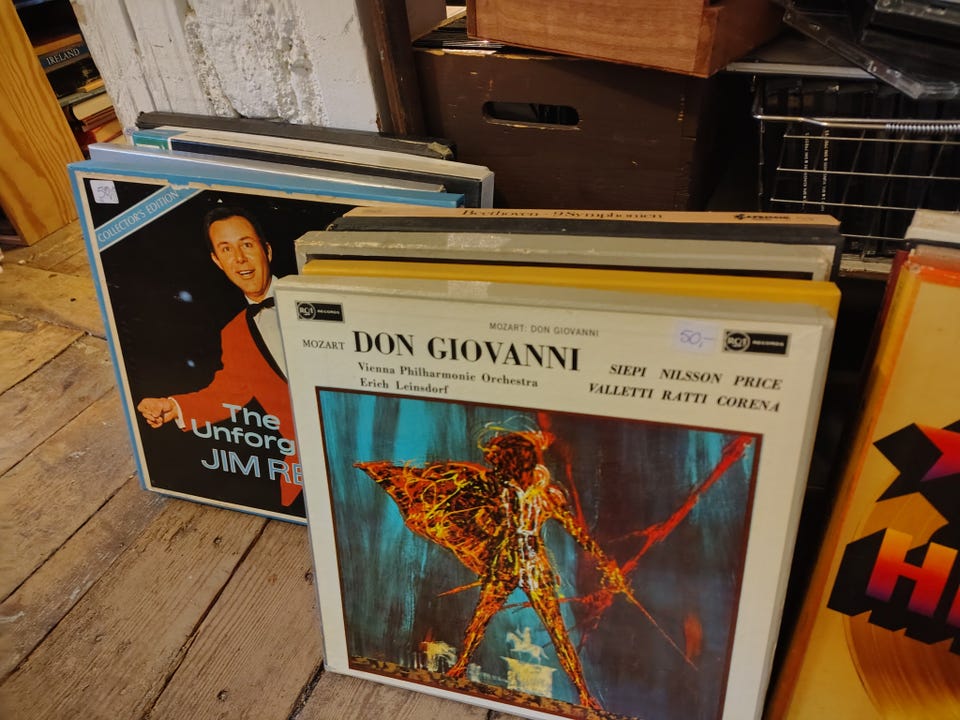 IRELAND
50,-
COLLECTOR'S EDITION
The
Unforg
JIM RE
Beethoven - 9 Symphonien
RCA RECORDS
MOZART: DON GIOVANNI
50,-
RCA RECORDS
MOZART DON GIOVANNI
Vienna Philharmonic Orchestra
Erich Leinsdorf
SIEPI NILSSON PRICE
VALLETTI RATTI CORENA
H